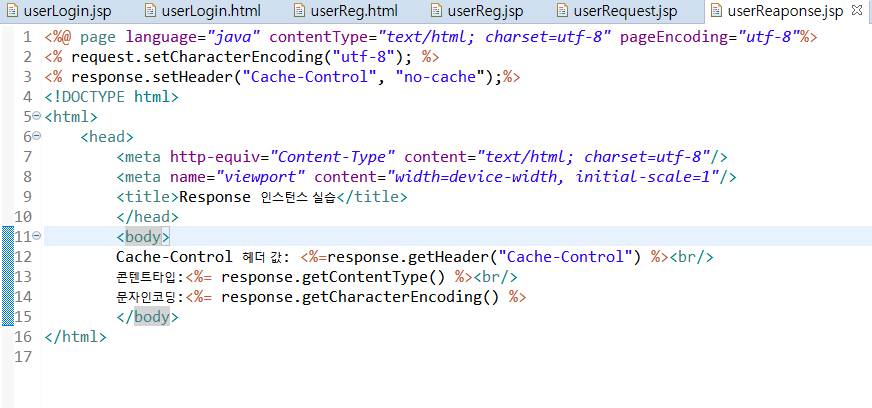 userLogin.jsp userLogin.html userReg.html userReg.jsp userRequest.jsp userReaponse.jsp
1 <%@ page language="java" contentType="text/html; charset=utf-8" pageEncoding="utf-8"%>
2 <% request.setCharacterEncoding("utf-8"); %>
3 <% response.setHeader("Cache-Control", "no-cache");%>
4 <!DOCTYPE html>
5 <html>
6 <head>
7 <meta http-equiv="Content-Type" content="text/html; charset=utf-8"/>
8 <meta name="viewport" content="width=device-width, initial-scale=1"/>
9 <title>Response 인스턴스 실습</title>
10 </head>
11 <body>
12 Cache-Control 헤더 값: <%=response.getHeader("Cache-Control") %><br/>
13 콘텐트타입:<%= response.getContentType() %><br/>
14 문자인코딩:<%= response.getCharacterEncoding() %>
15 </body>
16 </html>
17